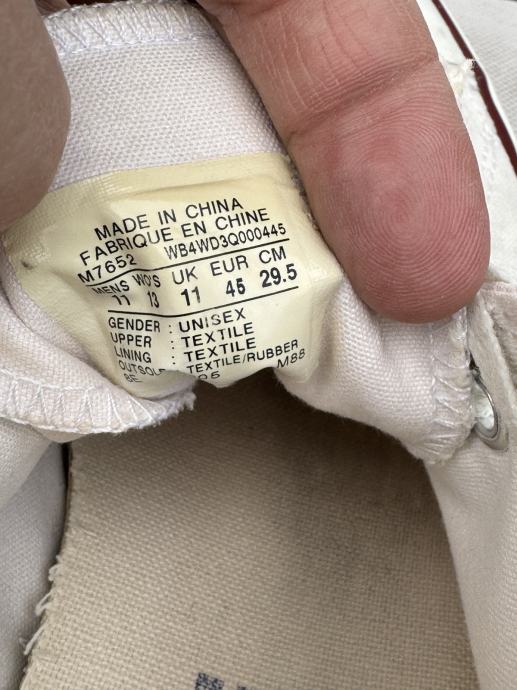 MADE IN CHINA
FABRIQUE EN CHINE
M7652 WB4WD3Q000445
MENS WO'S UK EUR CM
11 13 11 45 29.5
GENDER : UNISEX
UPPER : TEXTILE
LINING : TEXTILE
OUTSOLE : TEXTILE/RUBBER
M88